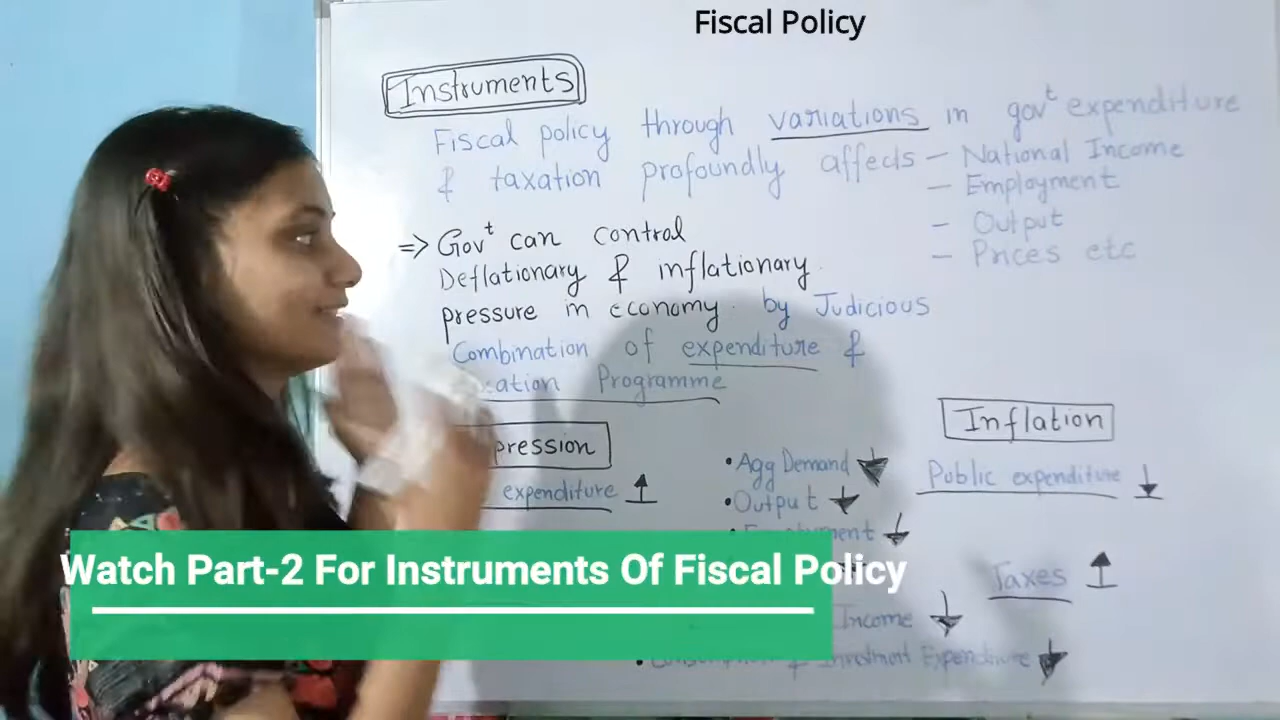 Fiscal Policy
Instruments
Fiscal policy through variations in govt expenditure
& taxation profoundly affects – National Income
– Employment
– Output
– Prices etc
=> Govt can control
Deflationary & inflationary
pressure in economy. by Judicious
Combination of expenditure &
Programme
pression
expenditure ↑
• Agg Demand ↓
• Output ↓
↓
Inflation
Public expenditure ↓
Taxes ↑
Income ↓
& Expenditure ↓
Watch Part-2 For Instruments Of Fiscal Policy